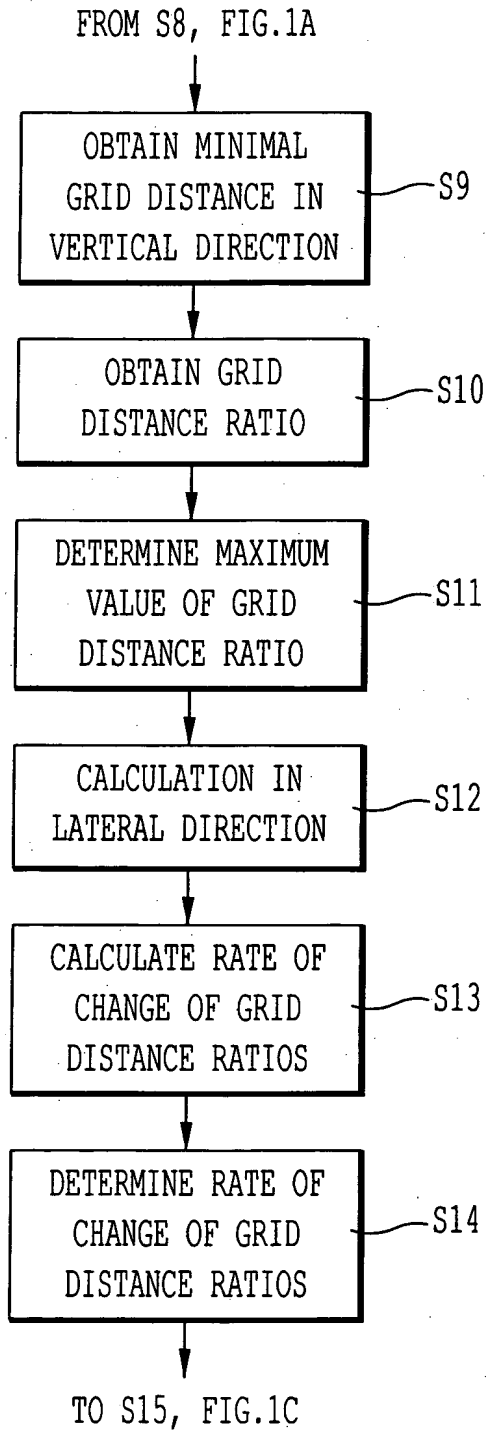 FROM S8, FIG.1A
OBTAIN MINIMAL
GRID DISTANCE IN
VERTICAL DIRECTION
S9
OBTAIN GRID
DISTANCE RATIO
S10
DETERMINE MAXIMUM
VALUE OF GRID
DISTANCE RATIO
S11
CALCULATION IN
LATERAL DIRECTION
S12
CALCULATE RATE OF
CHANGE OF GRID
DISTANCE RATIOS
S13
DETERMINE RATE OF
CHANGE OF GRID
DISTANCE RATIOS
S14
TO S15, FIG.1C